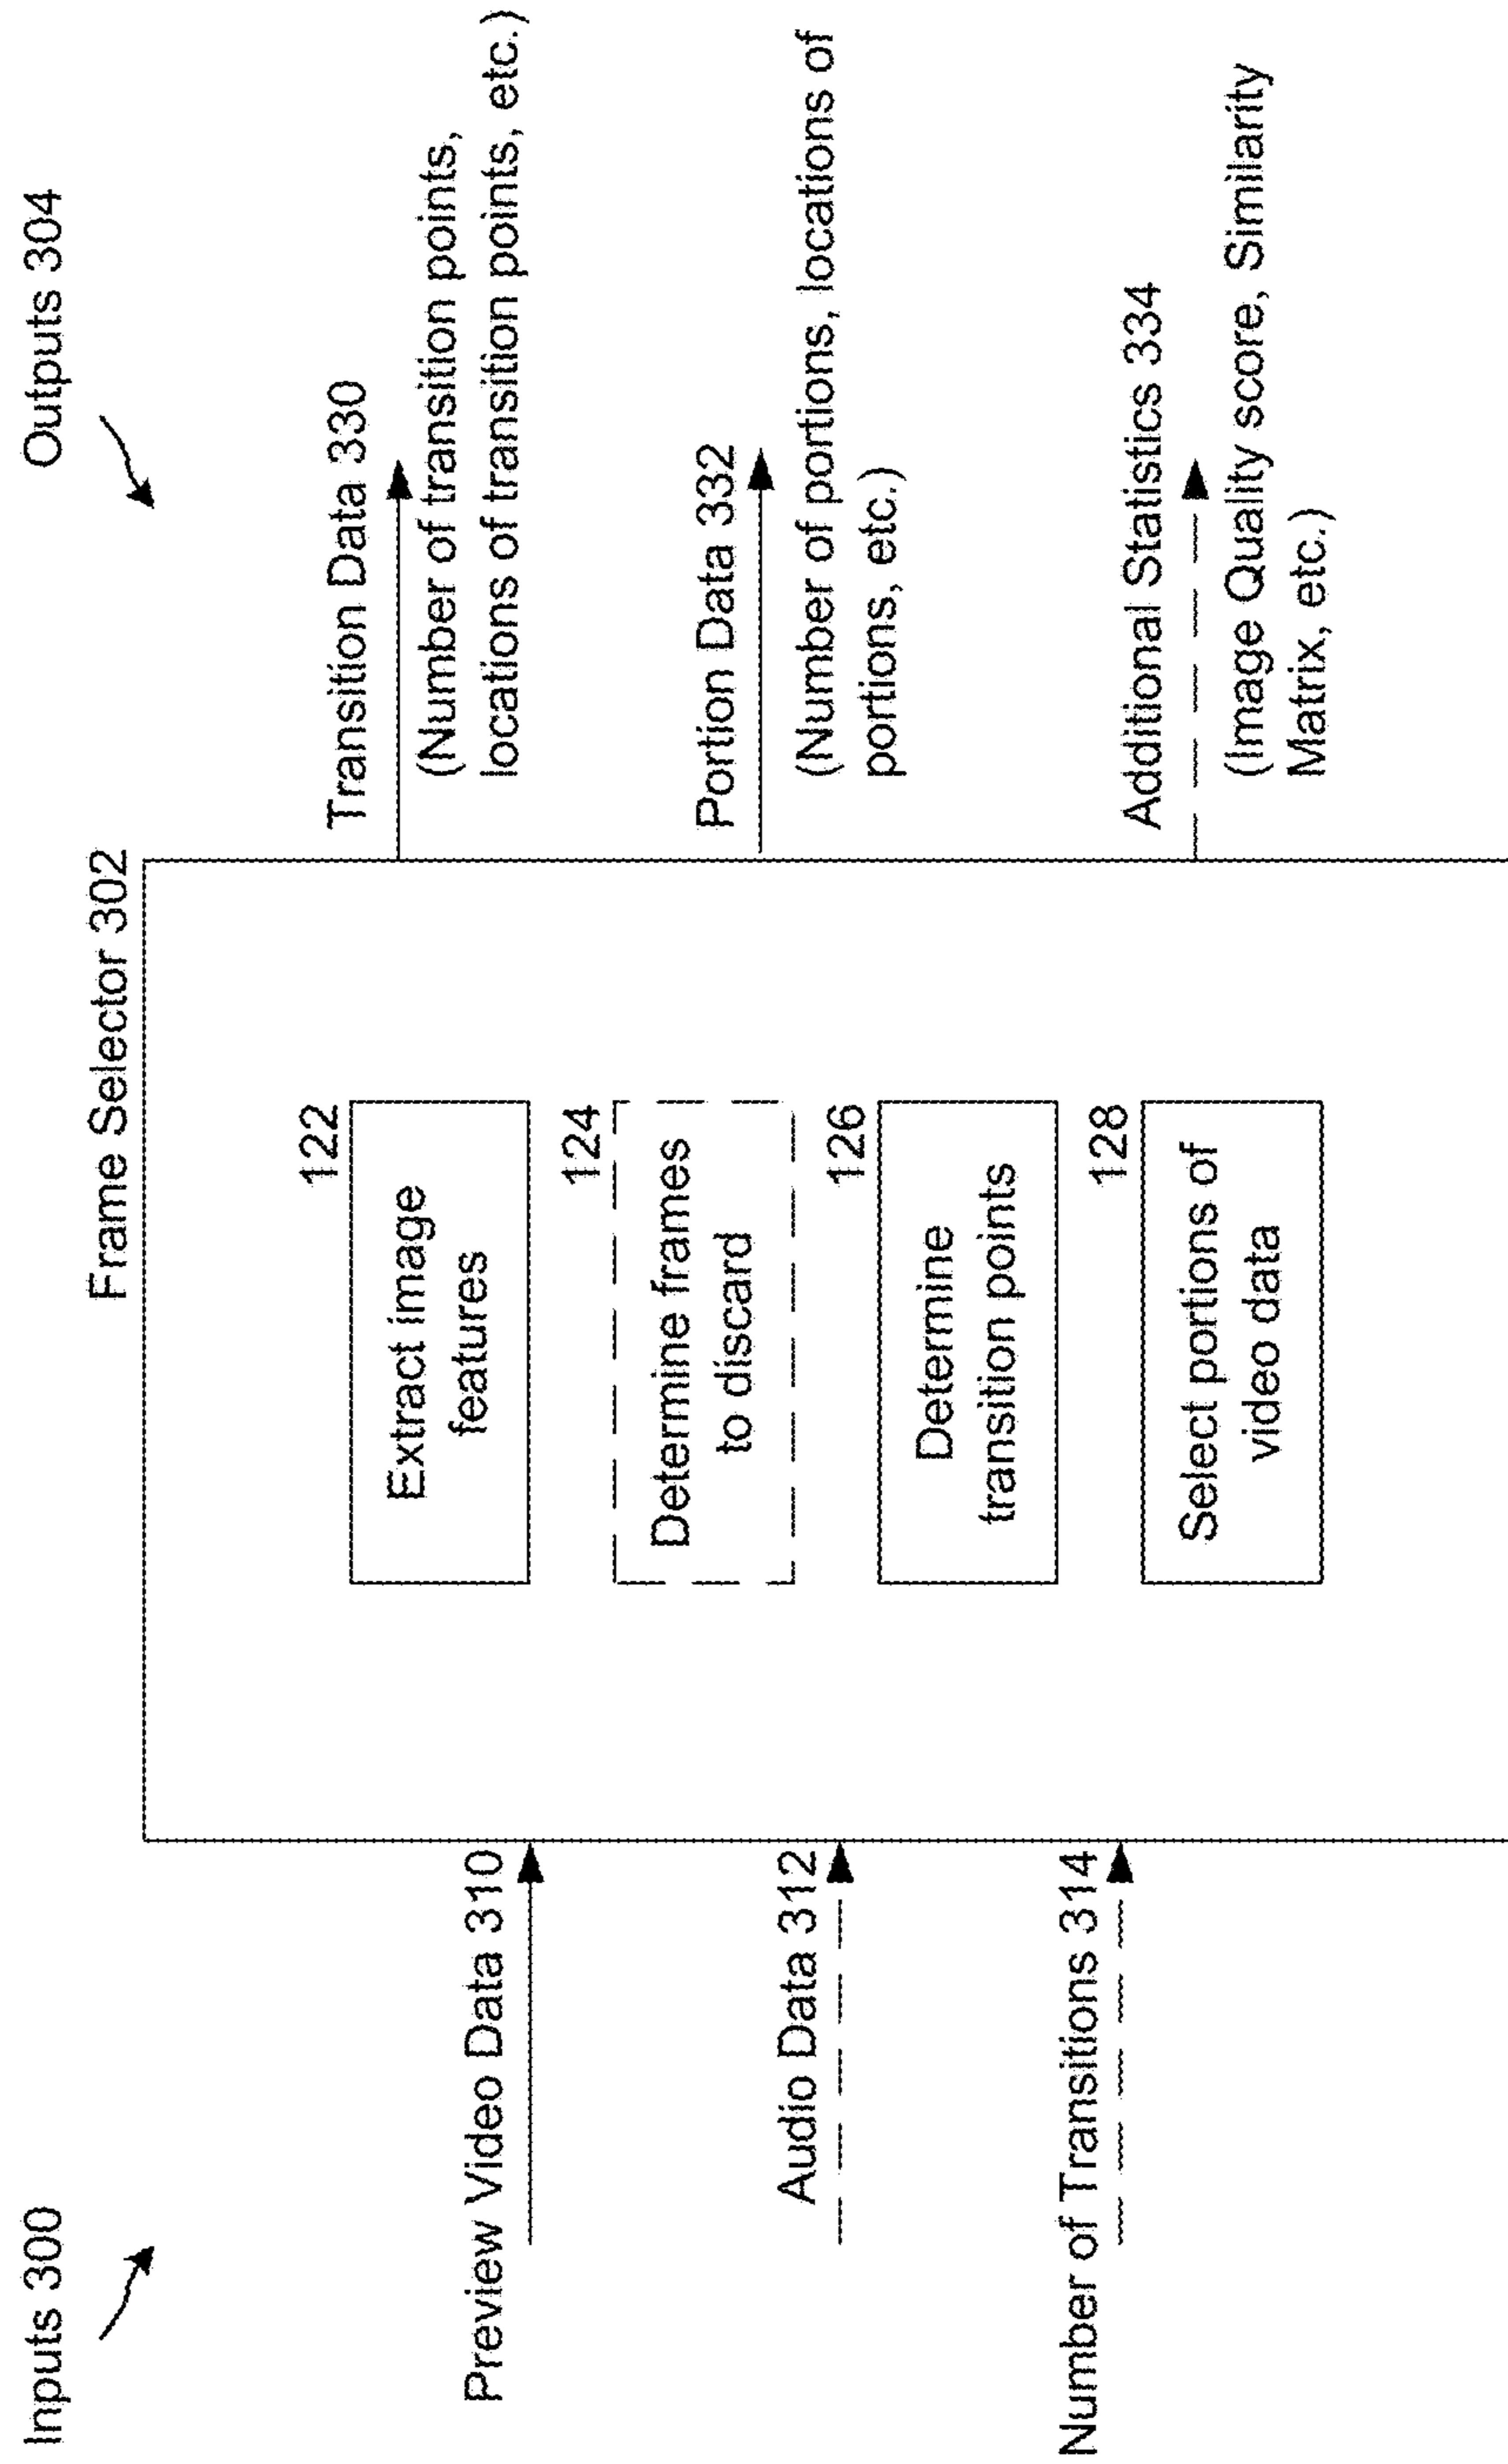 Inputs 300
Outputs 304
Frame Selector 302
Preview Video Data 310
Audio Data 312
Number of Transitions 314
122
Extract image
features
124
Determine frames
to discard
126
Determine
transition points
128
Select portions of
video data
Transition Data 330
(Number of transition points,
locations of transition points, etc.)
Portion Data 332
(Number of portions, locations of
portions, etc.)
Additional Statistics 334
(Image Quality score, Similarity
Matrix, etc.)